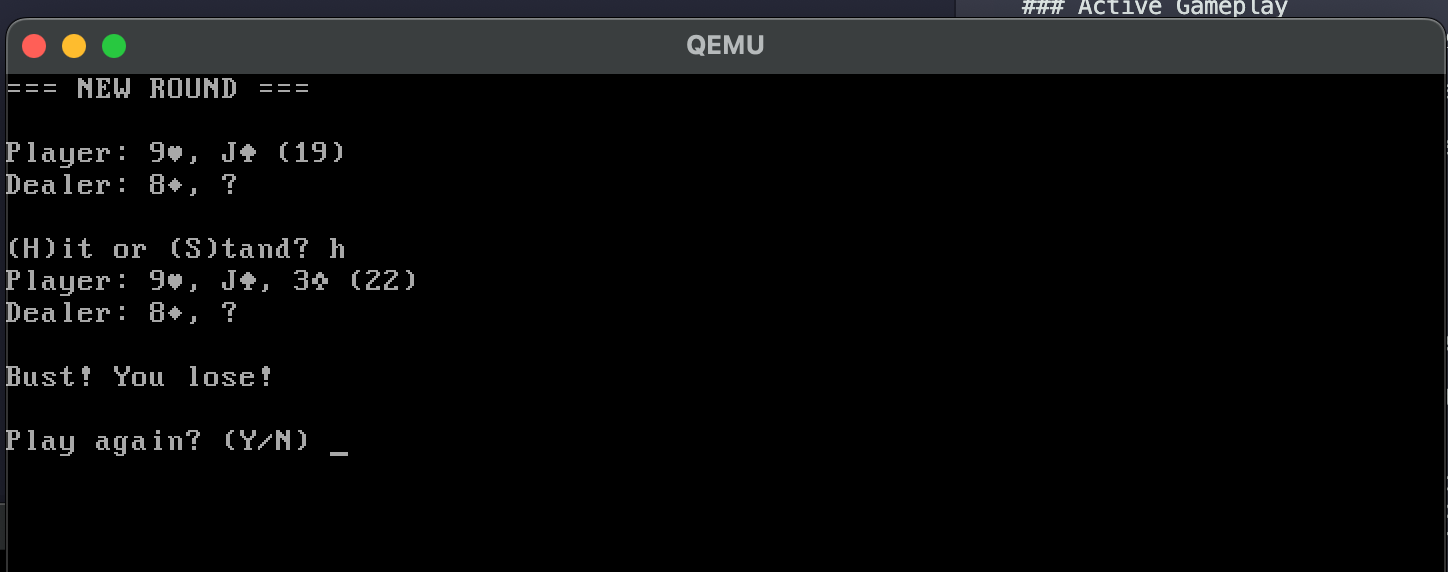 ### Active Gameplay
QEMU
=== NEW ROUND ===
Player: 9♥, J♠ (19)
Dealer: 8♦, ?
(H)it or (S)tand? h
Player: 9♥, J♠, 3♣ (22)
Dealer: 8♦, ?
Bust! You lose!
Play again? (Y/N) _